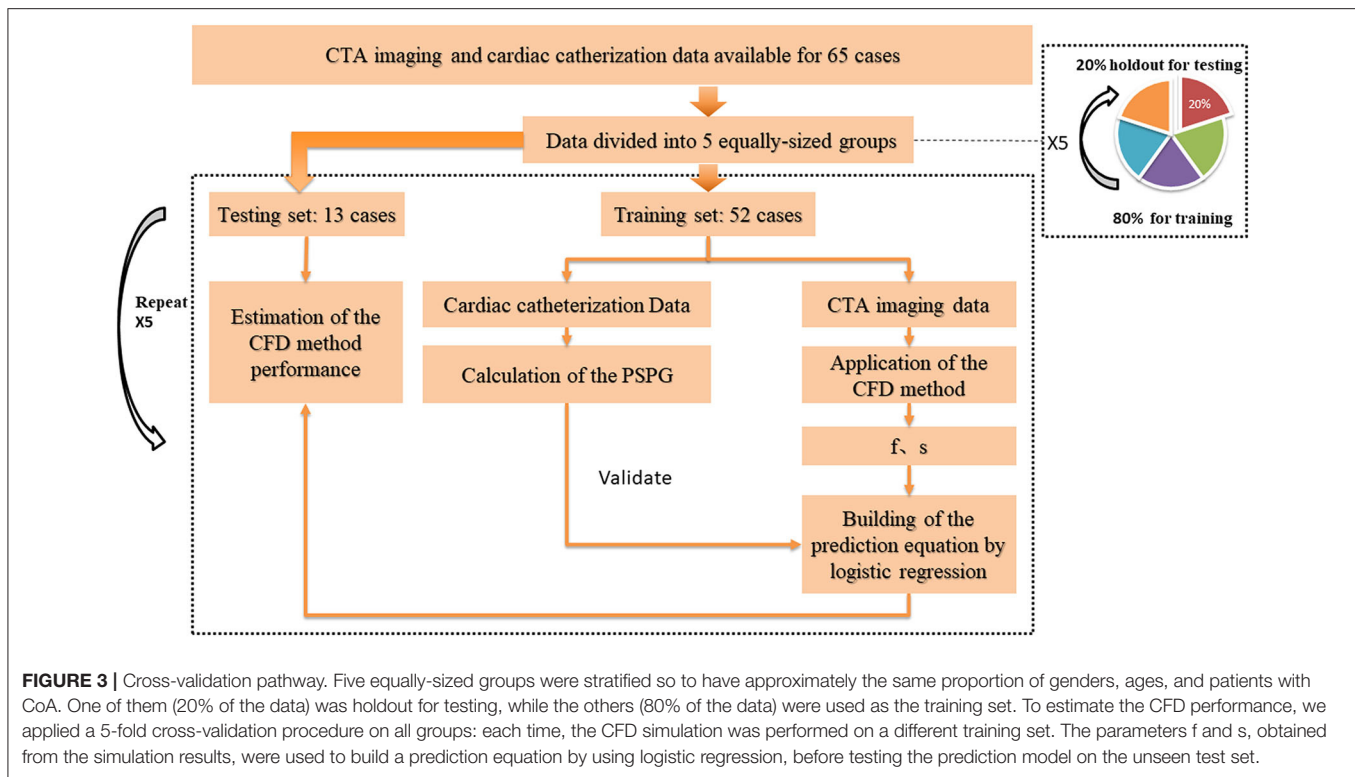 CTA imaging and cardiac catherization data available for 65 cases
20% holdout for testing
20%
X5
80% for training
Data divided into 5 equally-sized groups
Testing set: 13 cases
Training set: 52 cases
Repeat
X5
Estimation of the
CFD method
performance
Cardiac catheterization Data
CTA imaging data
Calculation of the PSPG
Application of the
CFD method
f、s
Validate
Building of the
prediction equation by
logistic regression
FIGURE 3 | Cross-validation pathway. Five equally-sized groups were stratified so to have approximately the same proportion of genders, ages, and patients with
CoA. One of them (20% of the data) was holdout for testing, while the others (80% of the data) were used as the training set. To estimate the CFD performance, we
applied a 5-fold cross-validation procedure on all groups: each time, the CFD simulation was performed on a different training set. The parameters f and s, obtained
from the simulation results, were used to build a prediction equation by using logistic regression, before testing the prediction model on the unseen test set.